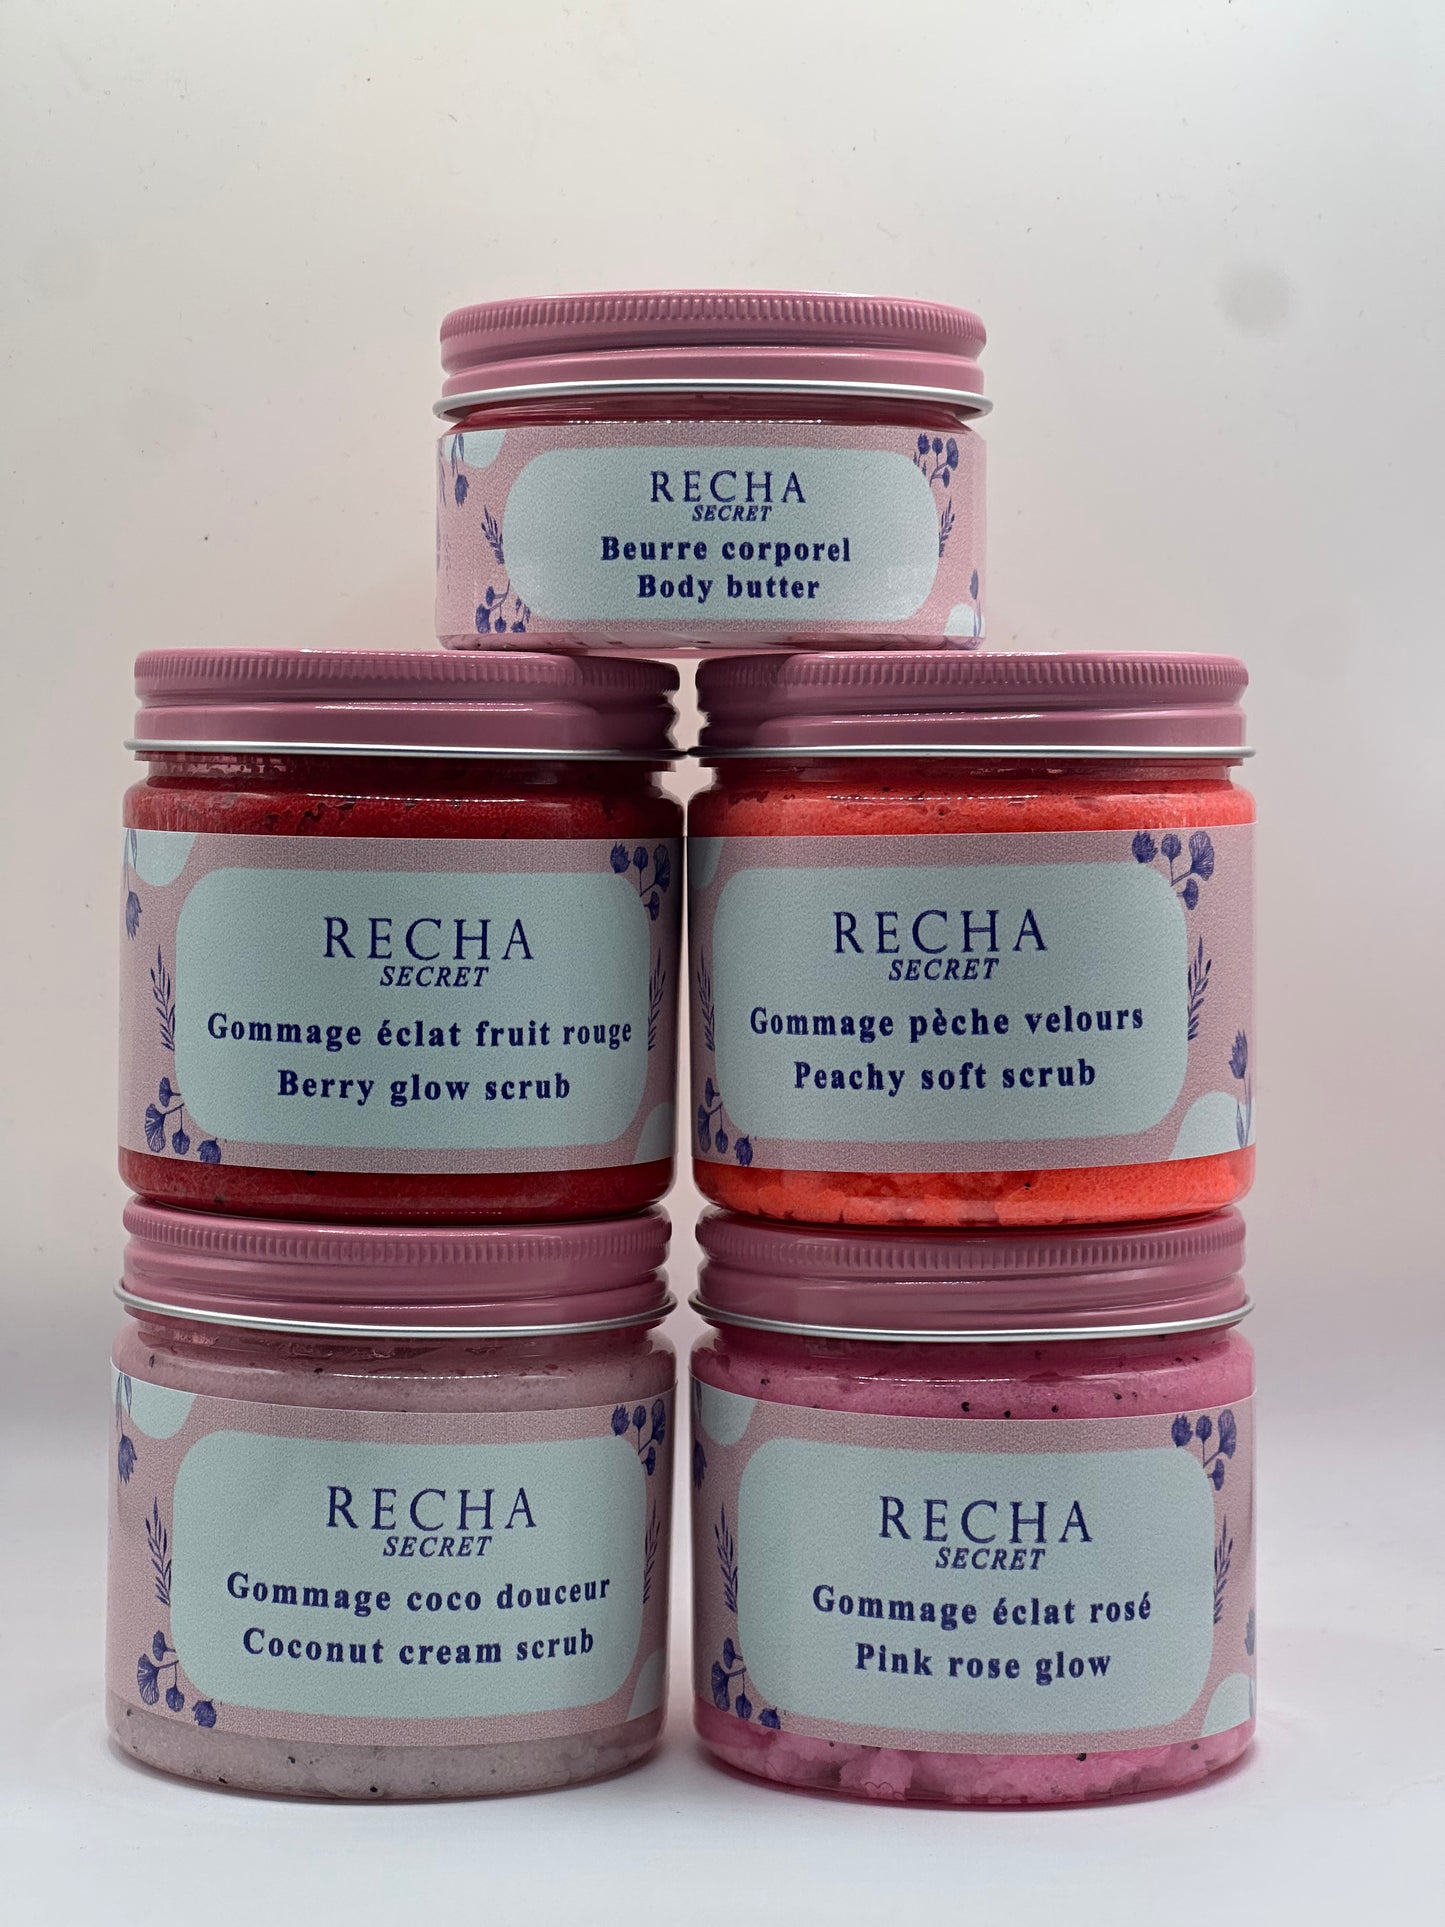 RECHA
SECRET
Beurre corporel
Body butter
RECHA
SECRET
Gommage éclat fruit rouge
Berry glow scrub
RECHA
SECRET
Gommage pèche velours
Peachy soft scrub
RECHA
SECRET
Gommage coco douceur
Coconut cream scrub
RECHA
SECRET
Gommage éclat rosé
Pink rose glow